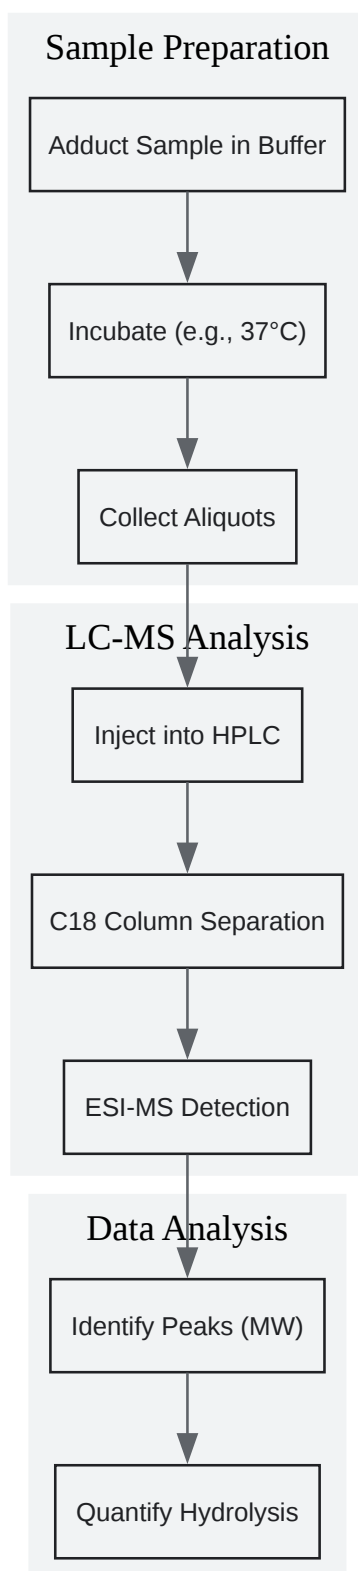 Sample Preparation
Adduct Sample in Buffer
Incubate (e.g., 37°C)
Collect Aliquots
LC-MS Analysis
Inject into HPLC
C18 Column Separation
ESI-MS Detection
Data Analysis
Identify Peaks (MW)
Quantify Hydrolysis